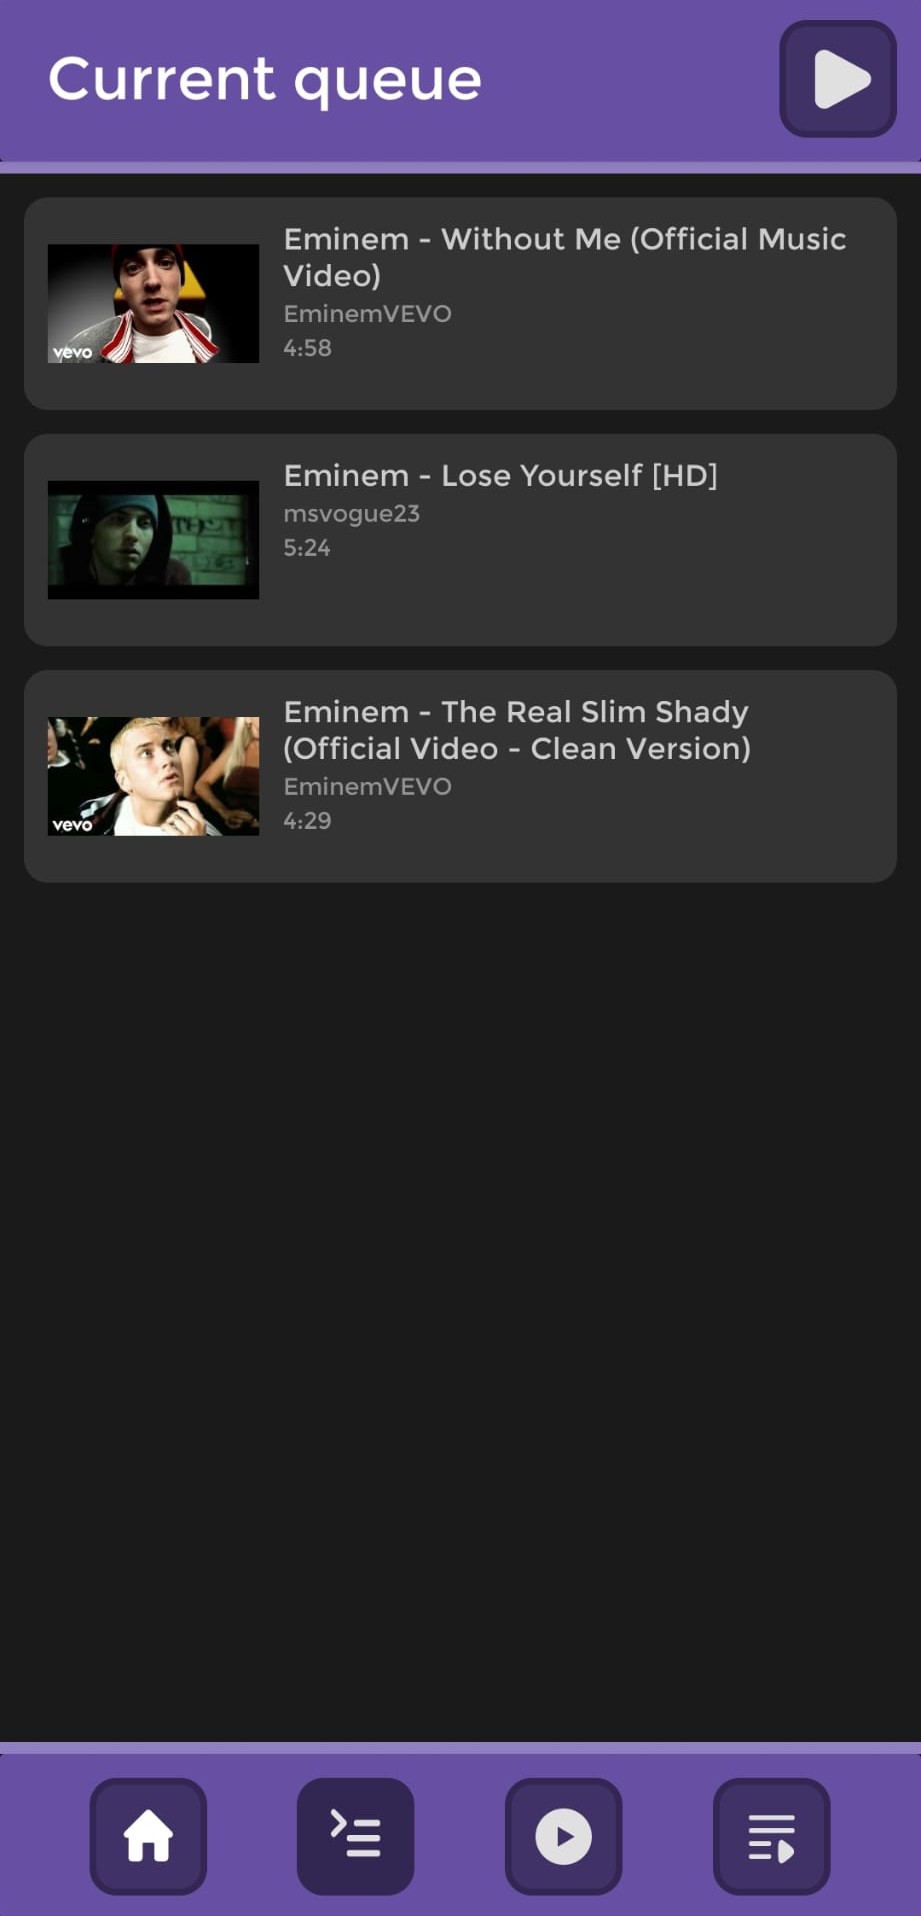 Current queue
Eminem - Without Me (Official Music
Video)
EminemVEVO
4:58
vevo
Eminem - Lose Yourself [HD]
msvogue23
5:24
Eminem - The Real Slim Shady
(Official Video - Clean Version)
EminemVEVO
4:29
vevo